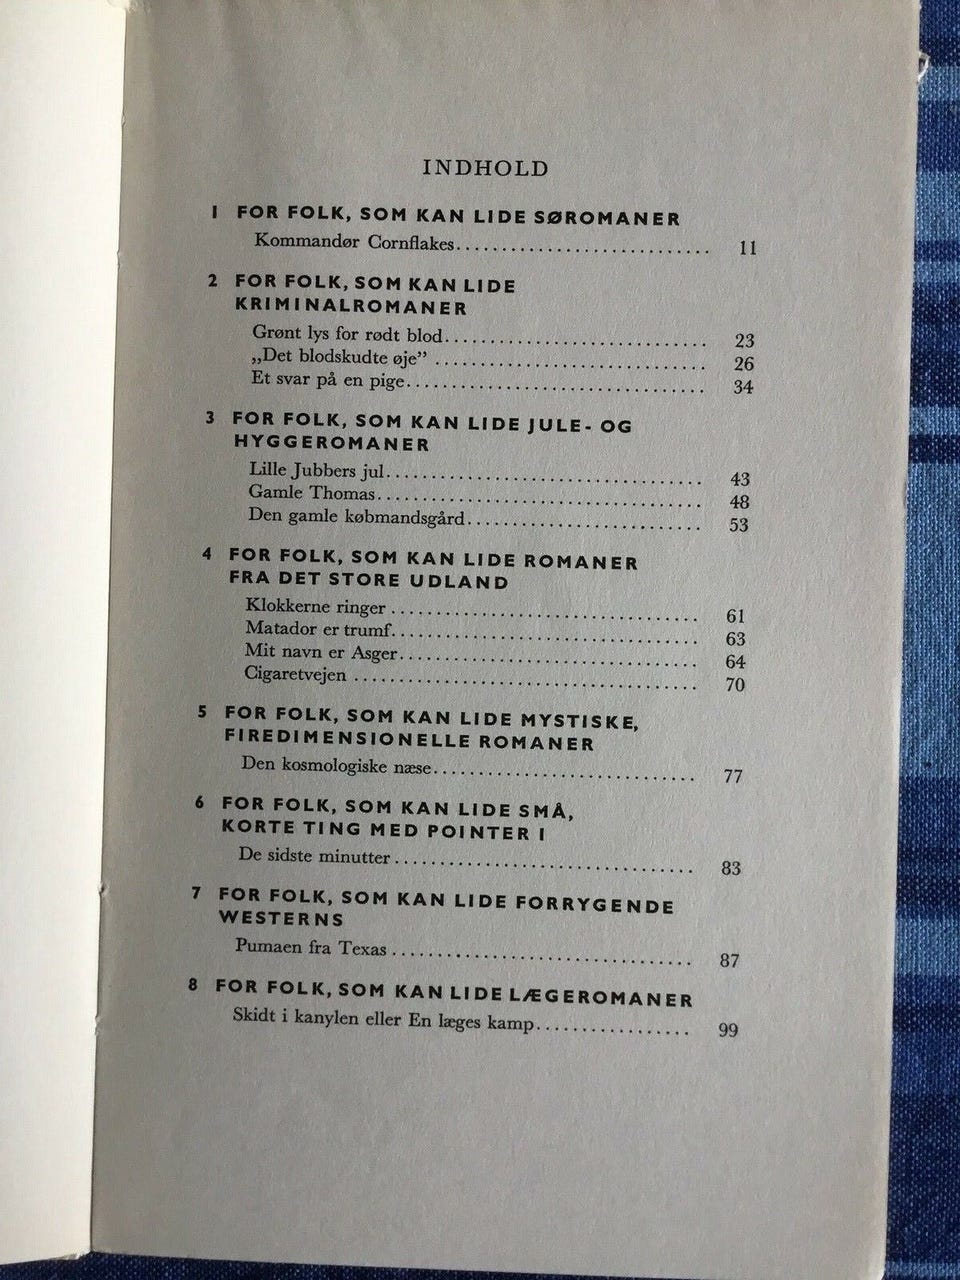 INDHOLD
1 FOR FOLK, SOM KAN LIDE SØROMANER
Kommandør Cornflakes.......................... 11
2 FOR FOLK, SOM KAN LIDE
KRIMINALROMANER
Grønt lys for rødt blod........................... 23
„Det blodskudte øje” ............................ 26
Et svar på en pige............................... 34
3 FOR FOLK, SOM KAN LIDE JULE- OG
HYGGEROMANER
Lille Jubbers jul................................. 43
Gamle Thomas.................................. 48
Den gamle købmandsgård........................ 53
4 FOR FOLK, SOM KAN LIDE ROMANER
FRA DET STORE UDLAND
Klokkerne ringer ................................ 61
Matador er trumf................................ 63
Mit navn er Asger............................... 64
Cigaretvejen .................................... 70
5 FOR FOLK, SOM KAN LIDE MYSTISKE,
FIREDIMENSIONELLE ROMANER
Den kosmologiske næse........................... 77
6 FOR FOLK, SOM KAN LIDE SMÅ,
KORTE TING MED POINTER I
De sidste minutter ............................... 83
7 FOR FOLK, SOM KAN LIDE FORRYGENDE
WESTERNS
Pumaen fra Texas ............................... 87
8 FOR FOLK, SOM KAN LIDE LÆGEROMANER
Skidt i kanylen eller En læges kamp................. 99